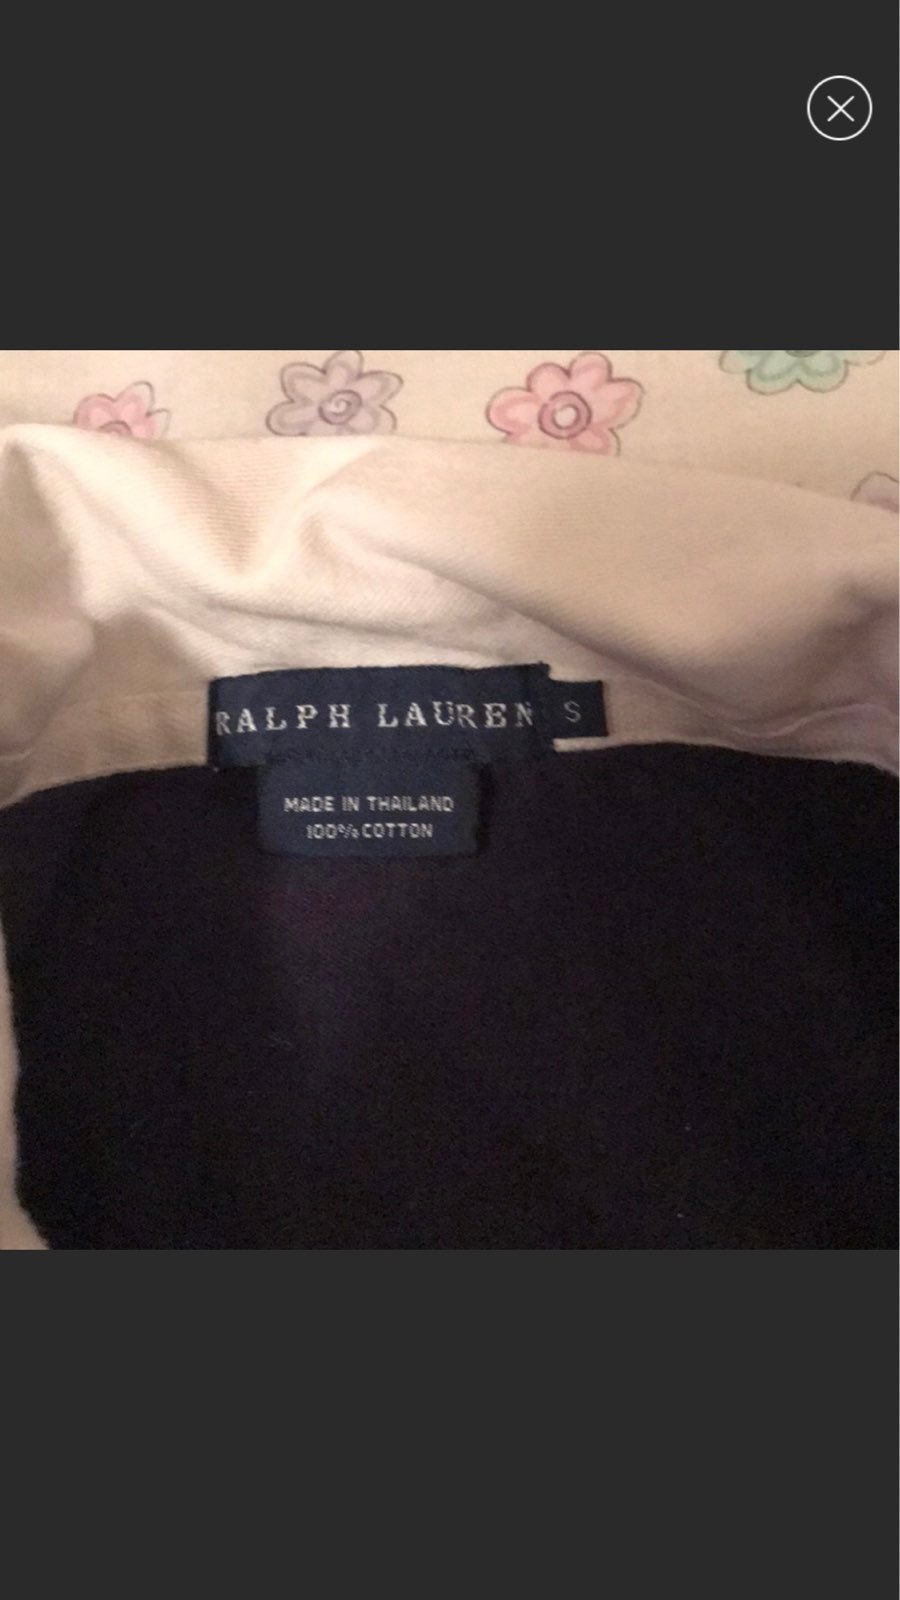 RALPH LAUREN S
MADE IN THAILAND
100% COTTON